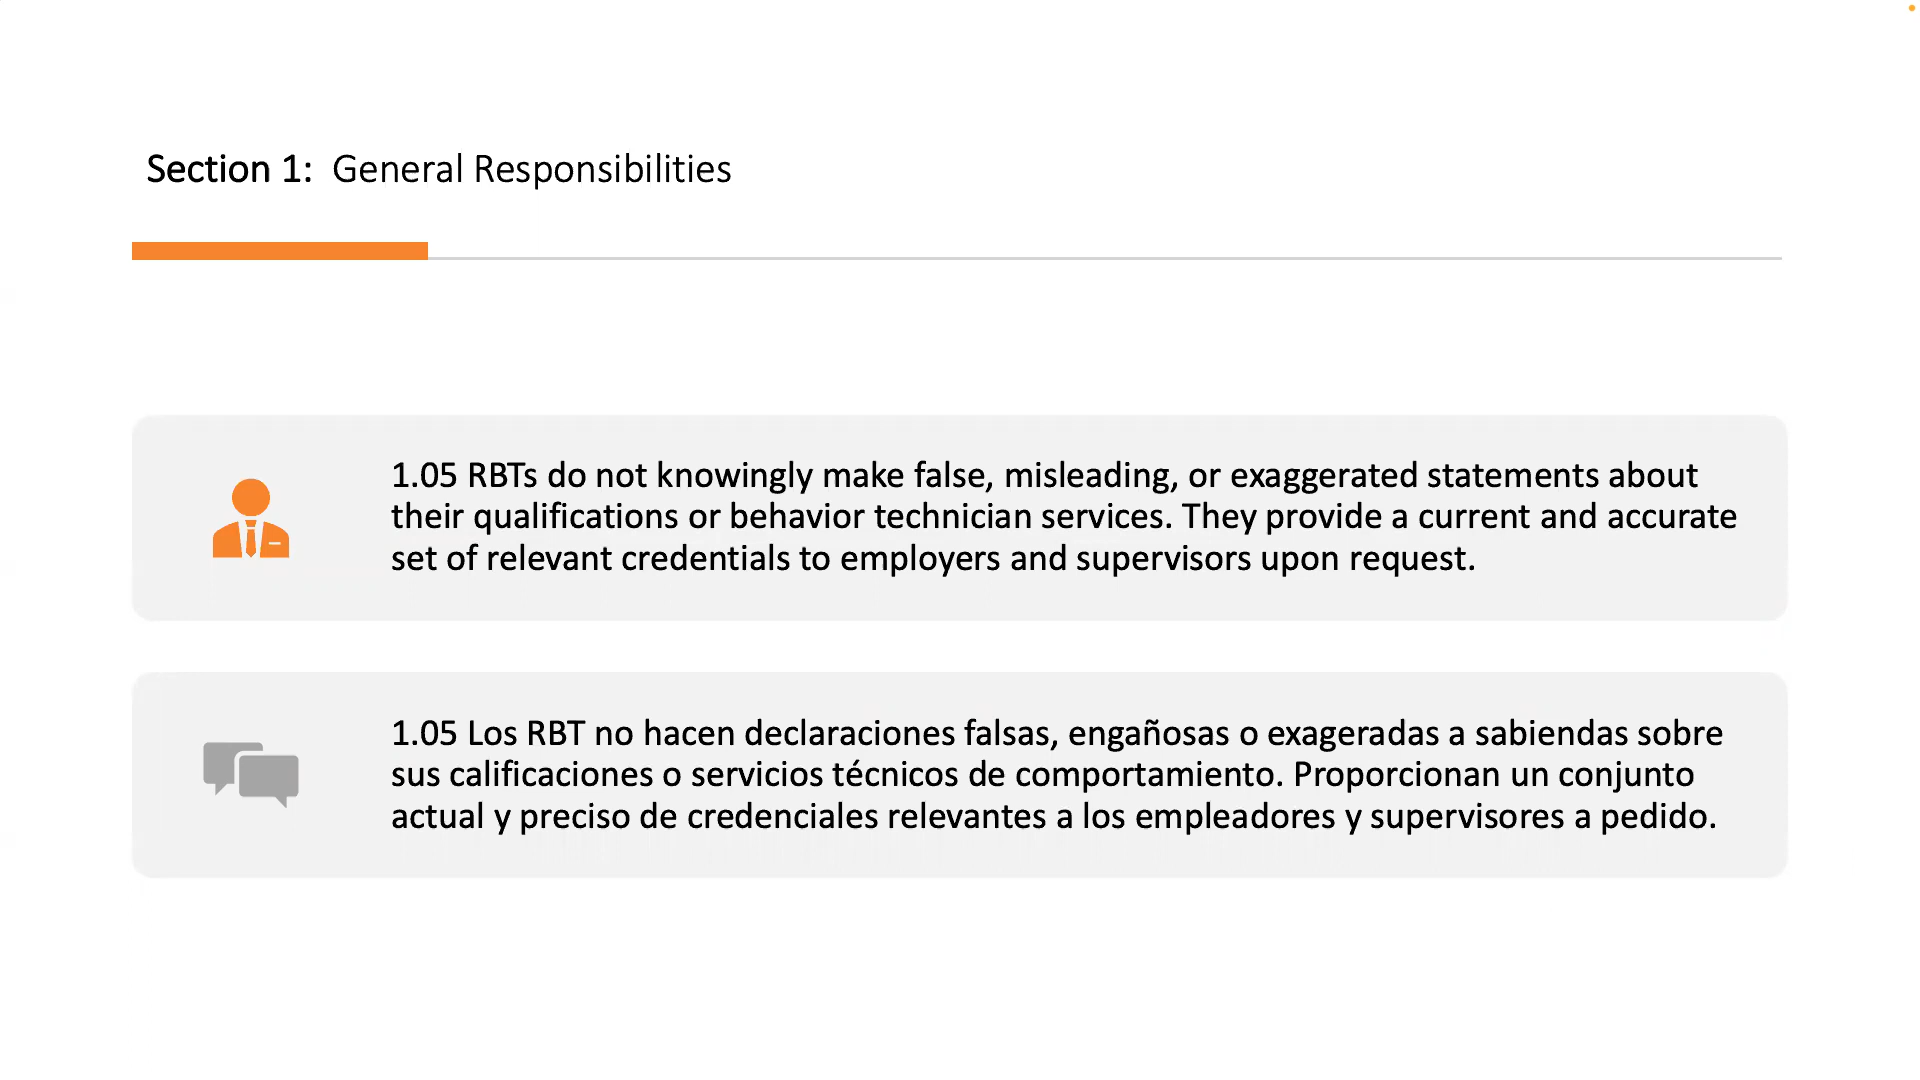 Section 1: General Responsibilities
1.05 RBTs do not knowingly make false, misleading, or exaggerated statements about
their qualifications or behavior technician services. They provide a current and accurate
set of relevant credentials to employers and supervisors upon request.
1.05 Los RBT no hacen declaraciones falsas, engañosas o exageradas a sabiendas sobre
sus calificaciones o servicios técnicos de comportamiento. Proporcionan un conjunto
actual y preciso de credenciales relevantes a los empleadores y supervisores a pedido.